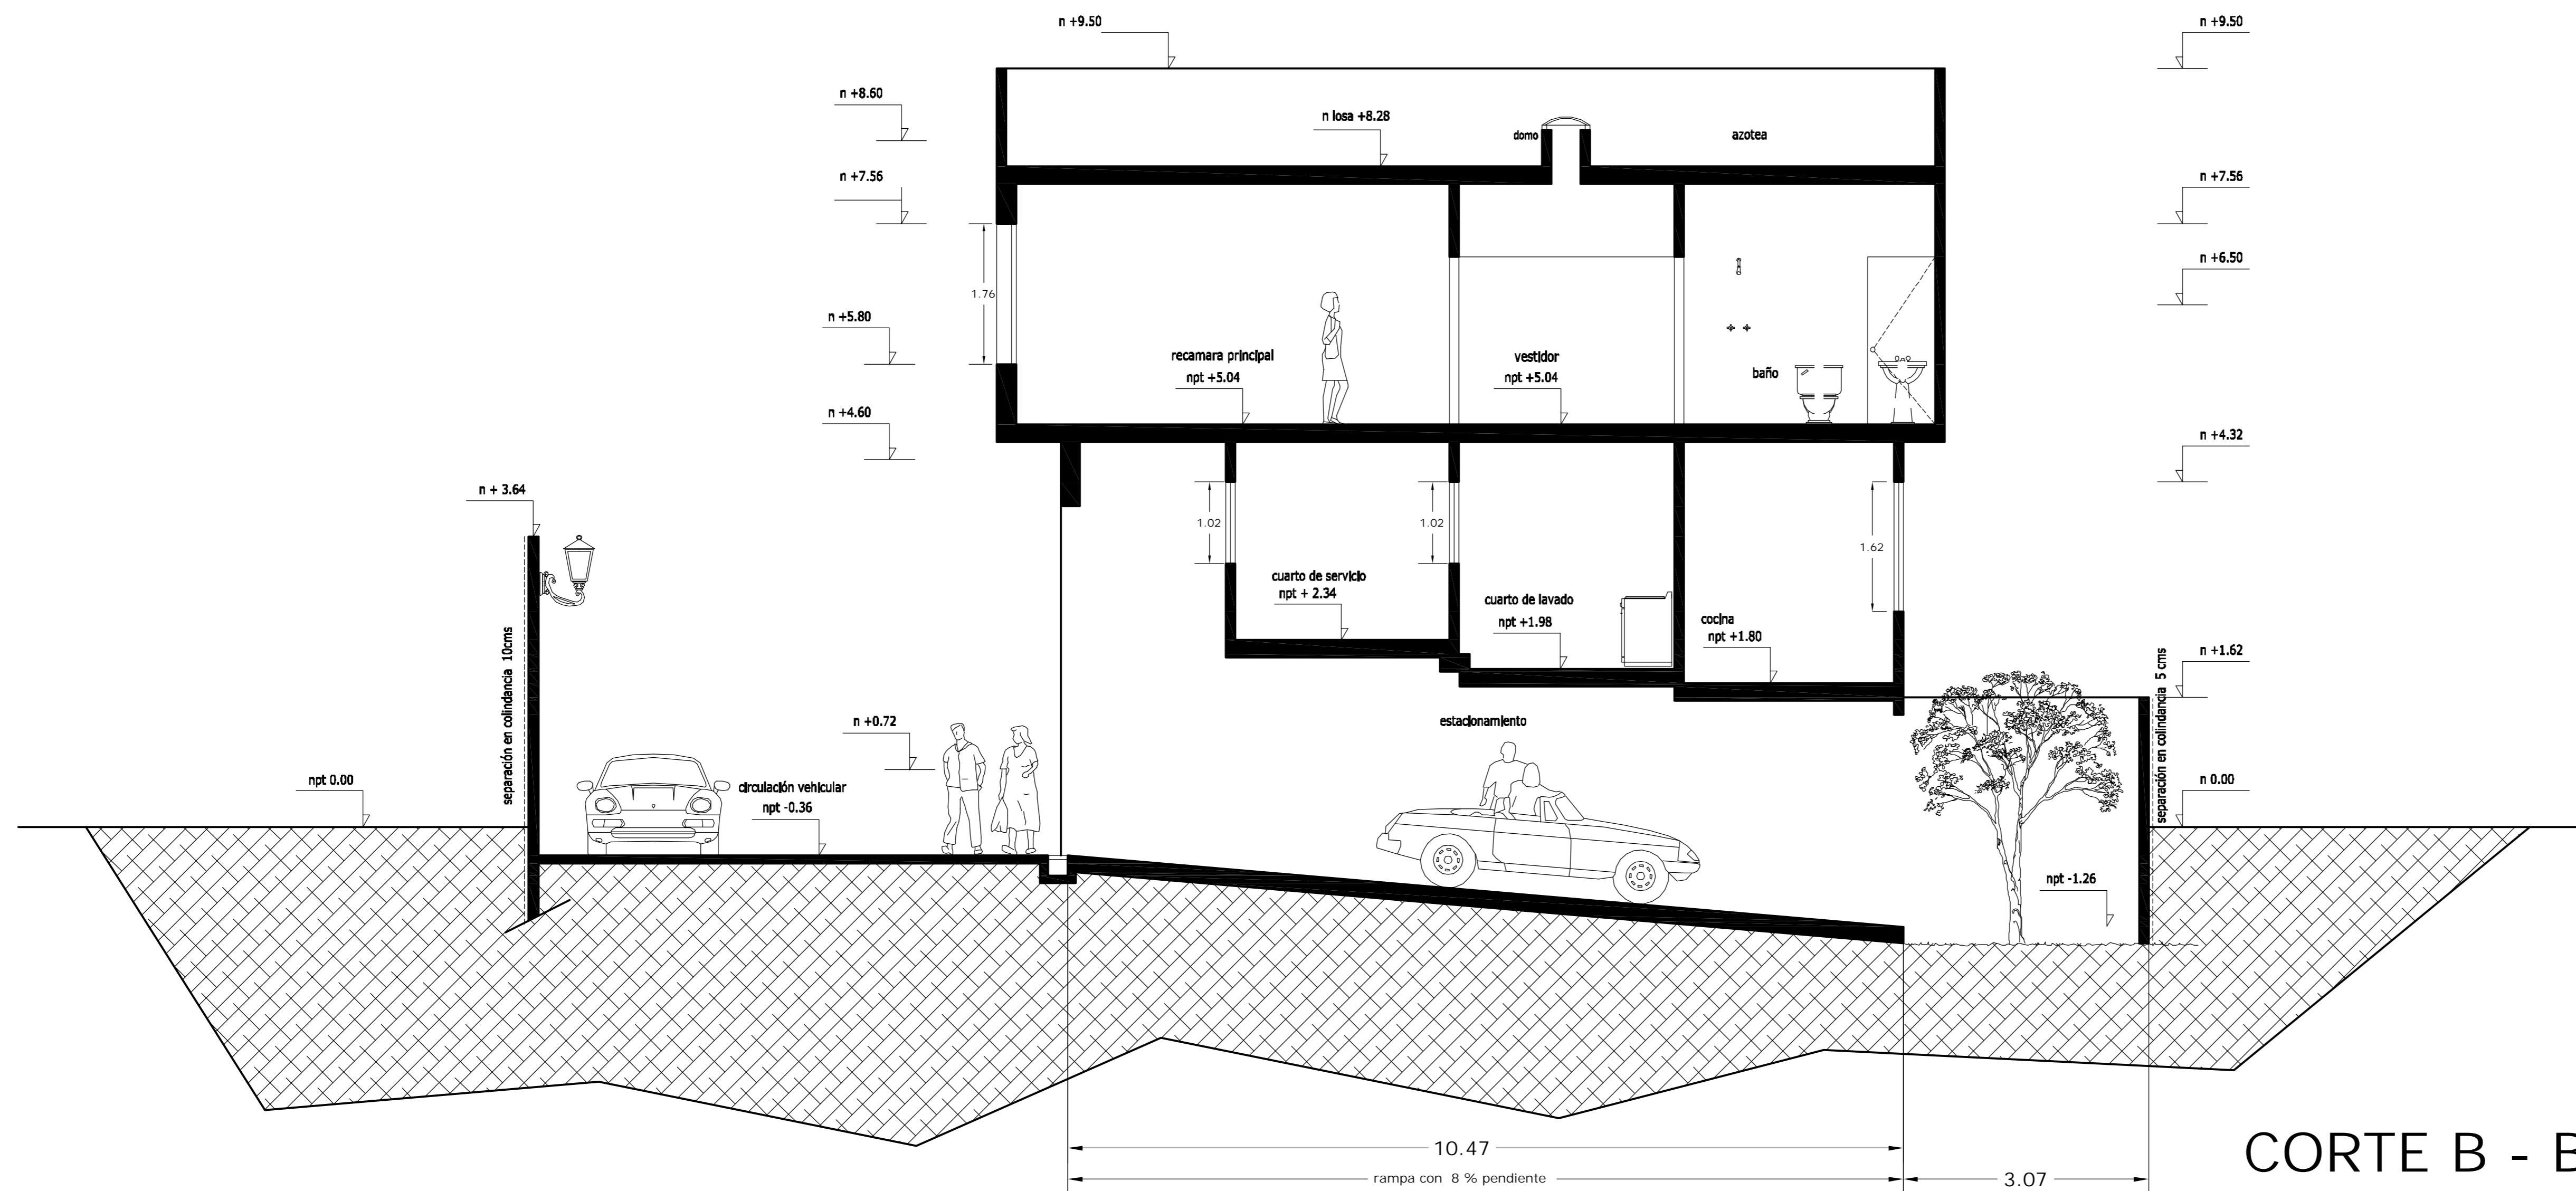 n +9.50
n +9.50
n +8.60
n losa +8.28
domo
azotea
n +7.56
n +7.56
n +6.50
1.76
n +5.80
recamara principal
npt +5.04
vestidor
npt +5.04
baño
n +4.60
n +4.32
n + 3.64
1.02
1.02
1.62
cuarto de servicio
npt + 2.34
cuarto de lavado
npt +1.98
cocina
npt +1.80
n +1.62
separación en colindancia 10cms
separación en colindancia 5 cms
n +0.72
estacionamiento
npt 0.00
circulación vehicular
npt -0.36
n 0.00
npt -1.26
10.47
rampa con 8 % pendiente
3.07
CORTE B - B